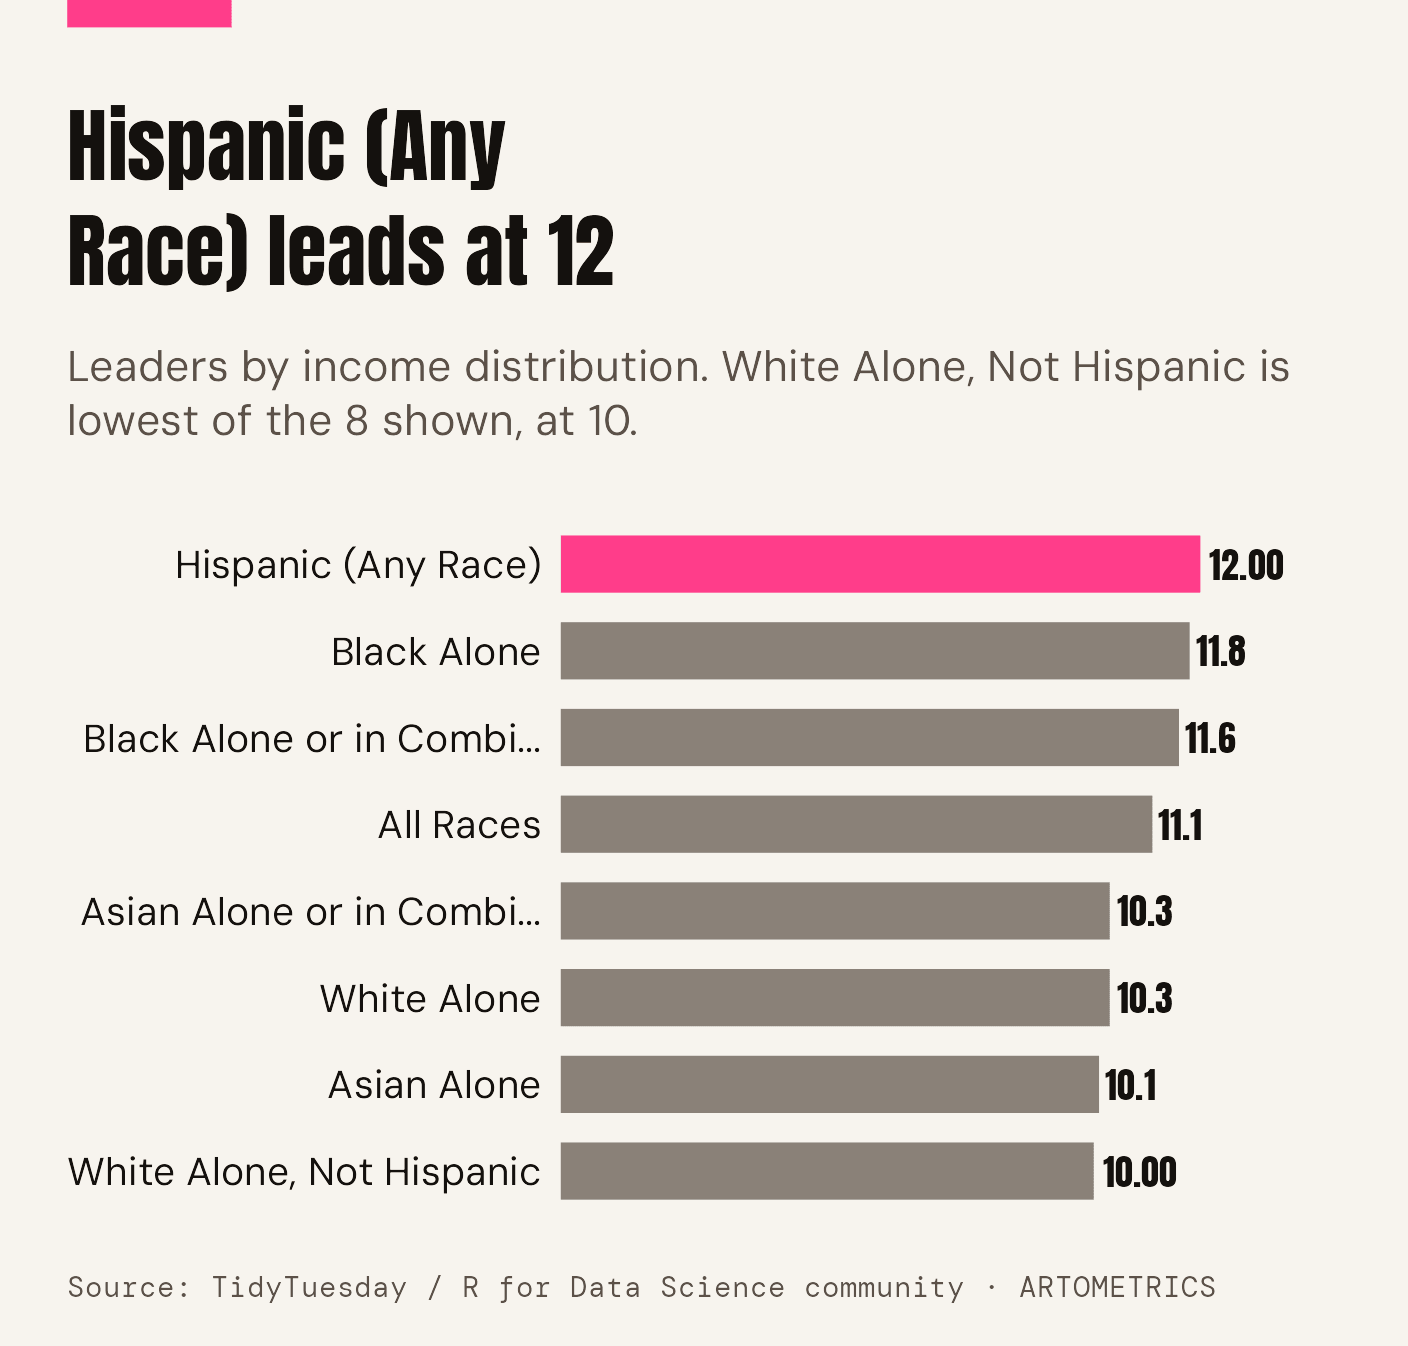 Hispanic (Any
Race) leads at 12
Leaders by income distribution. White Alone, Not Hispanic is
lowest of the 8 shown, at 10.
Hispanic (Any Race) 12.00
Black Alone 11.8
Black Alone or in Combi... 11.6
All Races 11.1
Asian Alone or in Combi... 10.3
White Alone 10.3
Asian Alone 10.1
White Alone, Not Hispanic 10.00
Source: TidyTuesday / R for Data Science community · ARTOMETRICS